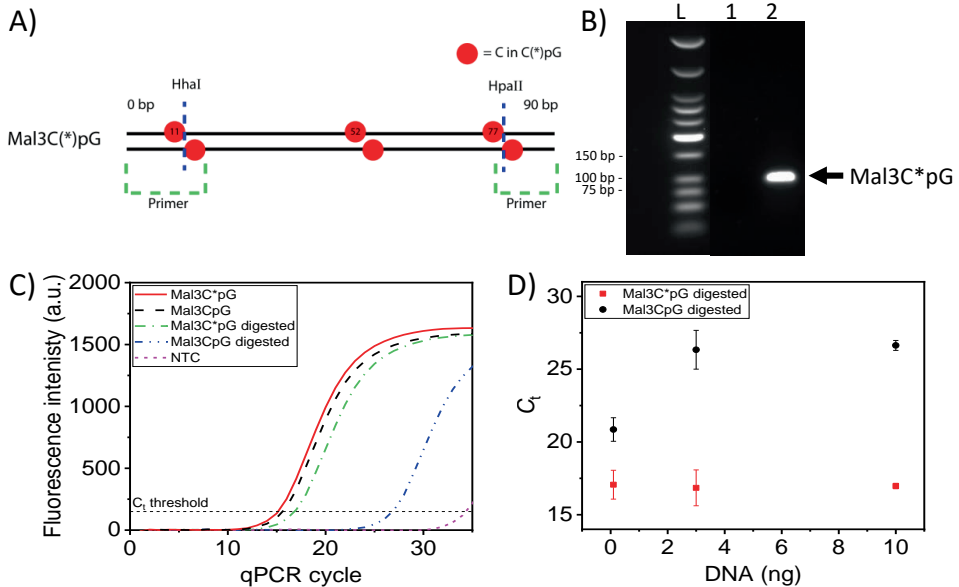 A)
= C in C(*)pG
HhaI
HpaII
0 bp
90 bp
Mal3C(*)pG
11
52
77
Primer
Primer
B)
L 1 2
150 bp -
100 bp -
75 bp -
Mal3C*pG
C)
Fluorescence intenisty (a.u.)
2000
1500
1000
500
0
Mal3C*pG
Mal3CpG
Mal3C*pG digested
Mal3CpG digested
NTC
Ct threshold
0 10 20 30
qPCR cycle
D)
Ct
30
25
20
15
Mal3C*pG digested
Mal3CpG digested
0 2 4 6 8 10
DNA (ng)